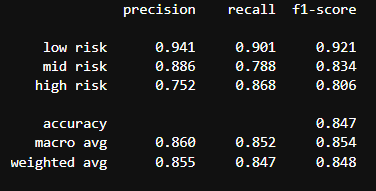 precision recall f1-score
low risk 0.941 0.901 0.921
mid risk 0.886 0.788 0.834
high risk 0.752 0.868 0.806
accuracy 0.847
macro avg 0.860 0.852 0.854
weighted avg 0.855 0.847 0.848